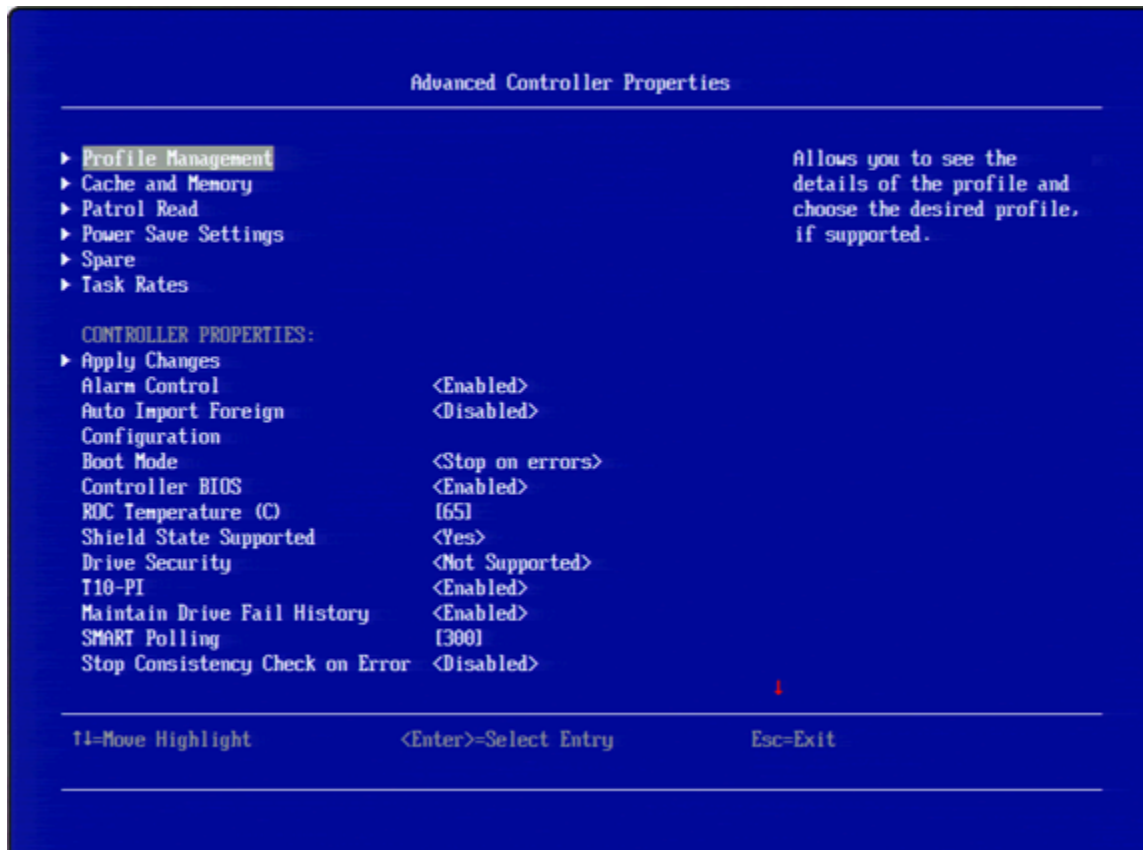 Advanced Controller Properties
Profile Management
Cache and Memory
Patrol Read
Power Save Settings
Spare
Task Rates
Allows you to see the
details of the profile and
choose the desired profile,
if supported.
CONTROLLER PROPERTIES:
Apply Changes
Alarm Control <Enabled>
Auto Import Foreign <Disabled>
Configuration
Boot Mode <Stop on errors>
Controller BIOS <Enabled>
ROC Temperature (C) [65]
Shield State Supported <Yes>
Drive Security <Not Supported>
T10-PI <Enabled>
Maintain Drive Fail History <Enabled>
SMART Polling [300]
Stop Consistency Check on Error <Disabled>
↑↓=Move Highlight <Enter>=Select Entry Esc=Exit